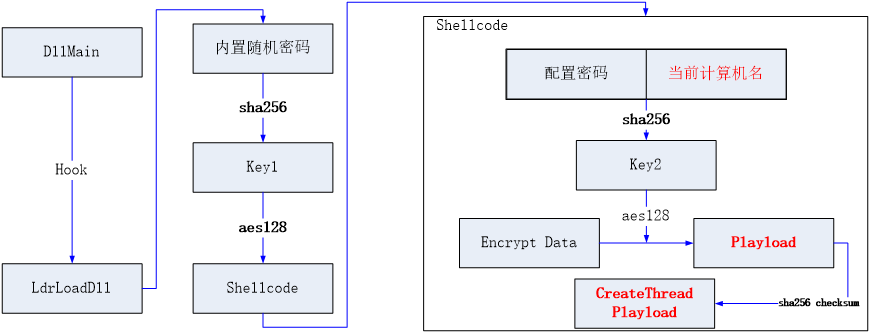 DllMain
Hook
LdrLoadDll
内置随机密码
sha256
Key1
aes128
Shellcode
Shellcode
配置密码
当前计算机名
sha256
Key2
aes128
Encrypt Data
Playload
sha256 checksum
CreateThread
Playload